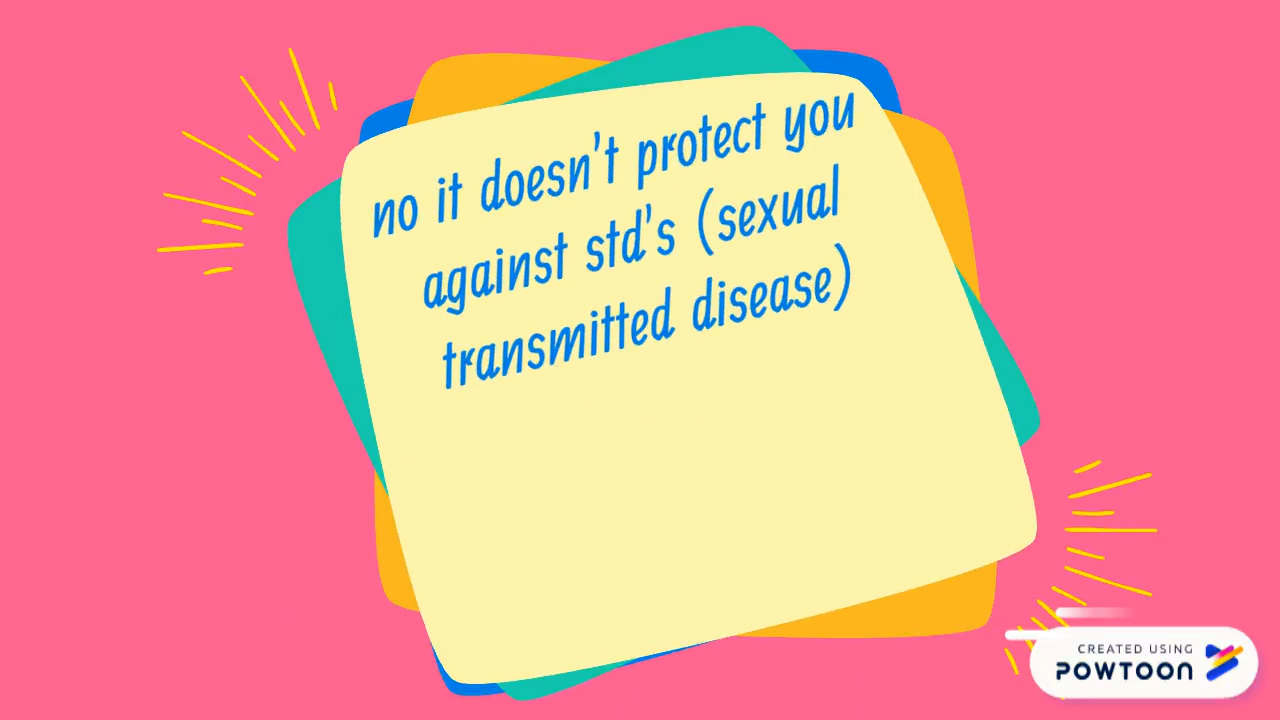 no it doesn't protect you
against std's (sexual
transmitted disease)
CREATED USING
POWTOON